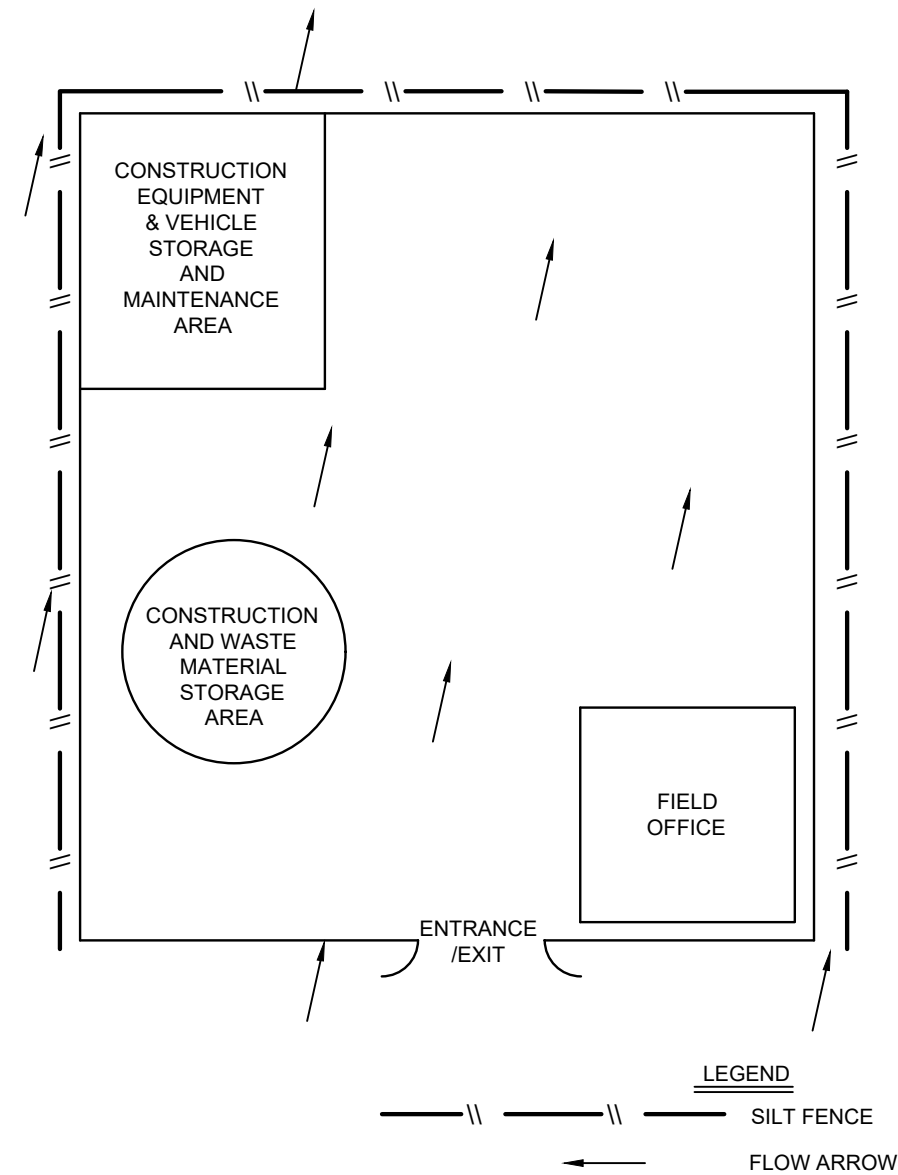 CONSTRUCTION
EQUIPMENT
& VEHICLE
STORAGE
AND
MAINTENANCE
AREA
CONSTRUCTION
AND WASTE
MATERIAL
STORAGE
AREA
FIELD
OFFICE
ENTRANCE
/EXIT
LEGEND
SILT FENCE
FLOW ARROW